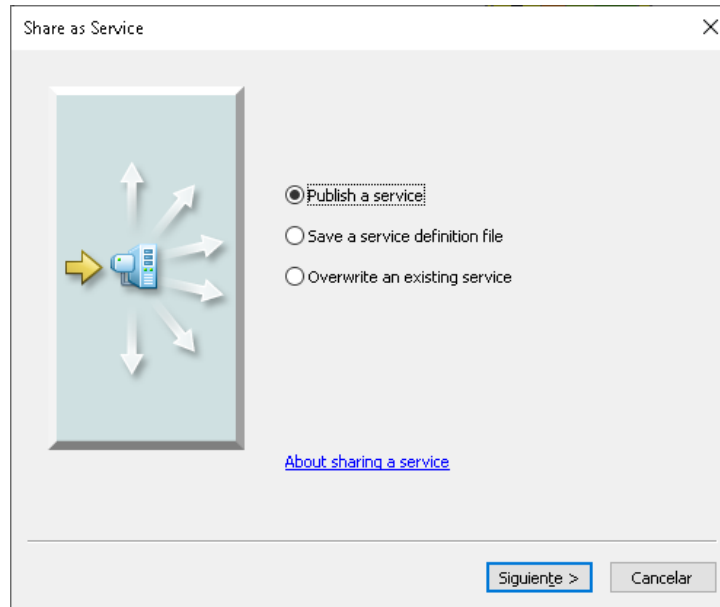 Share as Service
Publish a service
Save a service definition file
Overwrite an existing service
About sharing a service
Siguiente >
Cancelar